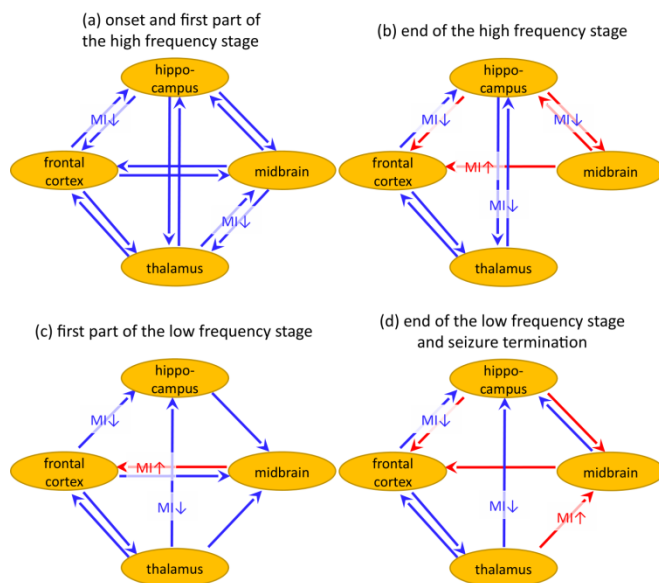 (a) onset and first part of
the high frequency stage
hippo-
campus
MI↓
frontal
cortex
midbrain
MI↓
thalamus
(b) end of the high frequency stage
hippo-
campus
MI↓
MI↓
frontal
cortex
MI↑
midbrain
MI↓
thalamus
(c) first part of the low frequency stage
hippo-
campus
MI↓
frontal
cortex
MI↑
midbrain
MI↓
thalamus
(d) end of the low frequency stage
and seizure termination
hippo-
campus
MI↓
frontal
cortex
midbrain
MI↓
MI↑
thalamus